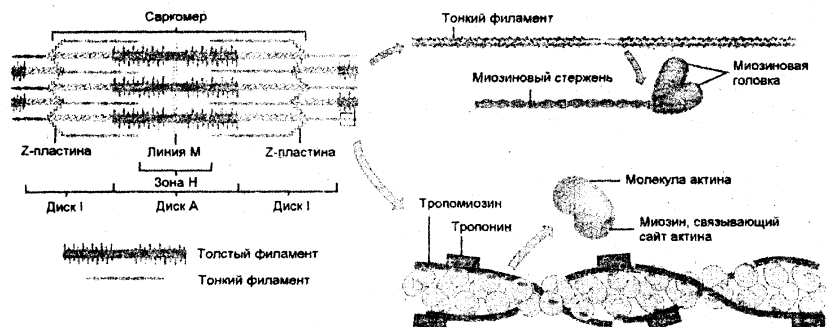 Саркомер
Z-пластина
Линия М
Z-пластина
Зона Н
Диск I
Диск А
Диск I
Толстый филамент
Тонкий филамент
Тонкий филамент
Миозиновый стержень
Миозиновая
головка
Молекула актина
Миозин, связывающий
сайт актина
Тропомиозин
Тропонин